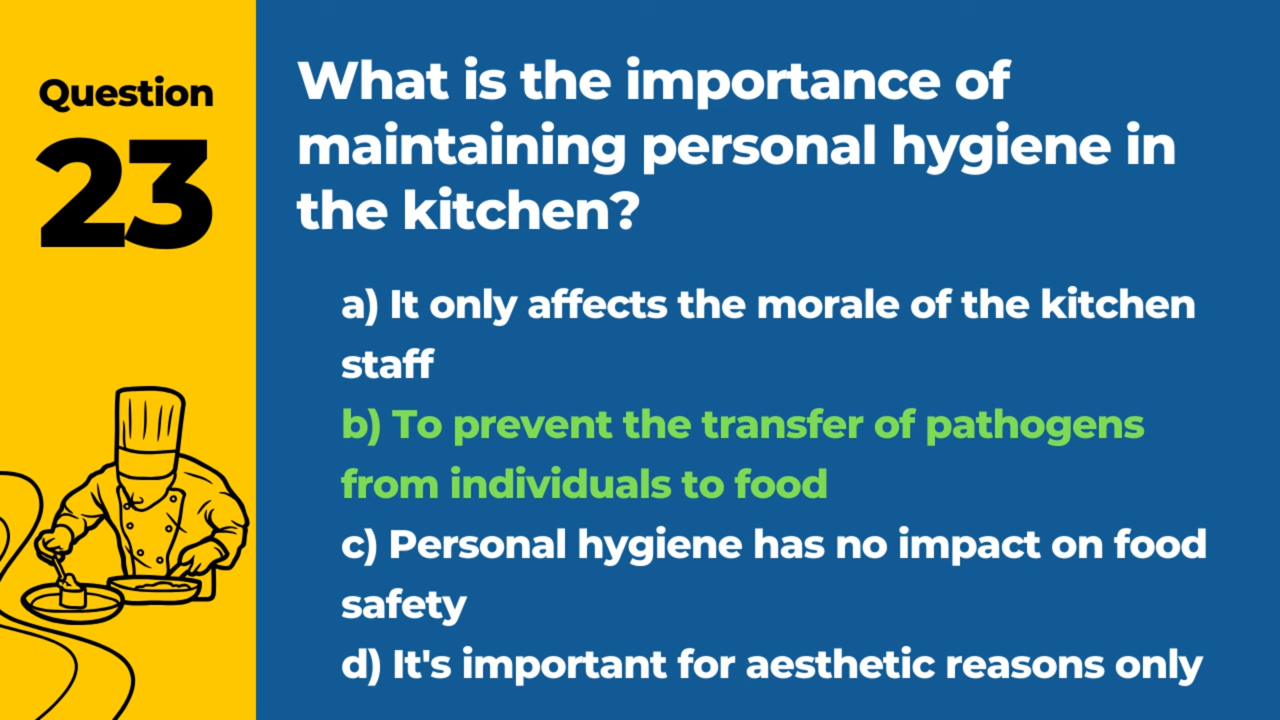 Question
23
What is the importance of
maintaining personal hygiene in
the kitchen?
a) It only affects the morale of the kitchen
staff
b) To prevent the transfer of pathogens
from individuals to food
c) Personal hygiene has no impact on food
safety
d) It's important for aesthetic reasons only